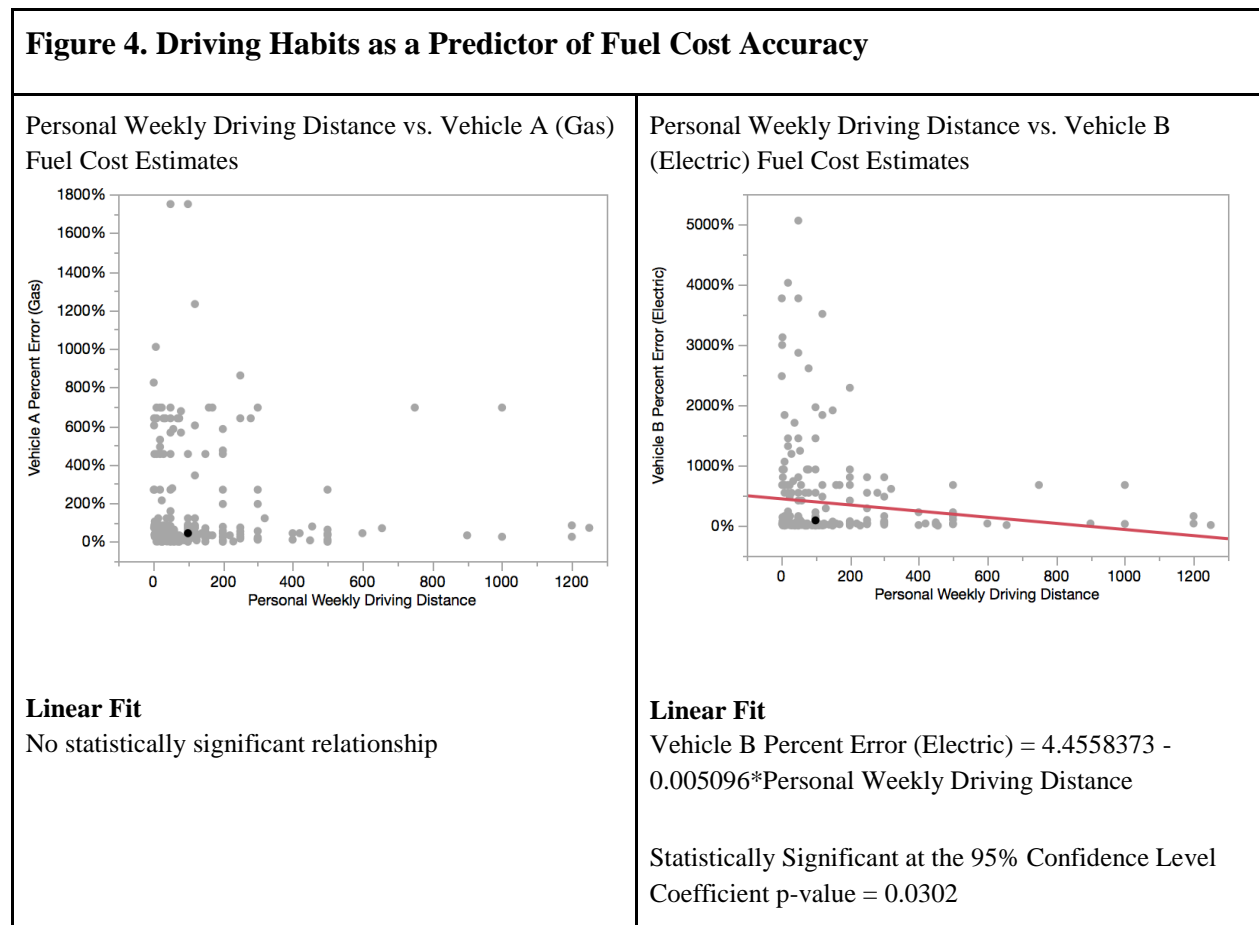 Figure 4. Driving Habits as a Predictor of Fuel Cost Accuracy
Personal Weekly Driving Distance vs. Vehicle A (Gas)
Fuel Cost Estimates
1800%
1600%
1400%
1200%
1000%
800%
600%
400%
200%
0%
Vehicle A Percent Error (Gas)
0 200 400 600 800 1000 1200
Personal Weekly Driving Distance
Linear Fit
No statistically significant relationship
Personal Weekly Driving Distance vs. Vehicle B
(Electric) Fuel Cost Estimates
5000%
4000%
3000%
2000%
1000%
0%
Vehicle B Percent Error (Electric)
0 200 400 600 800 1000 1200
Personal Weekly Driving Distance
Linear Fit
Vehicle B Percent Error (Electric) = 4.4558373 -
0.005096*Personal Weekly Driving Distance
Statistically Significant at the 95% Confidence Level
Coefficient p-value = 0.0302